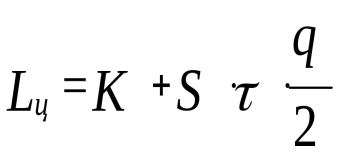 L_ц = K + S · τ · q/2